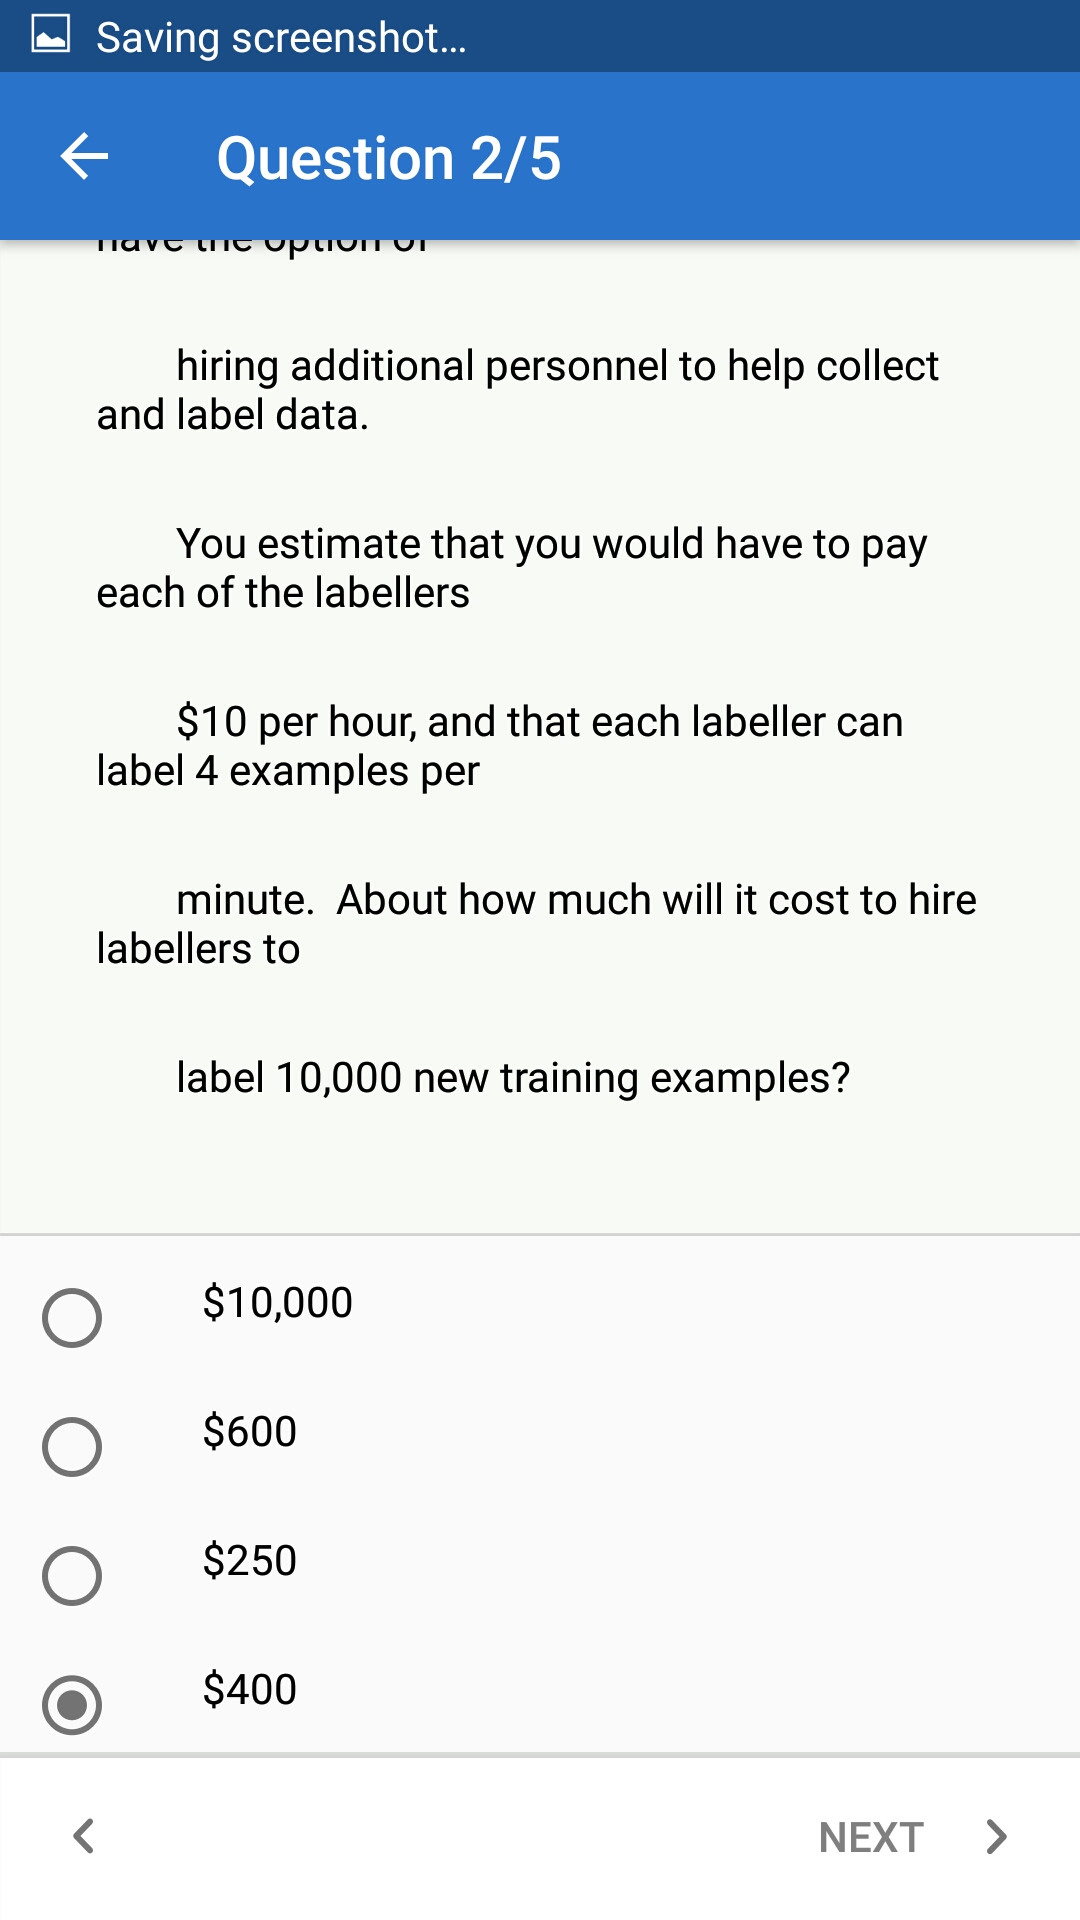 Saving screenshot...
Question 2/5
have the option of
hiring additional personnel to help collect
and label data.
You estimate that you would have to pay
each of the labellers
$10 per hour, and that each labeller can
label 4 examples per
minute.  About how much will it cost to hire
labellers to
label 10,000 new training examples?
$10,000
$600
$250
$400
NEXT